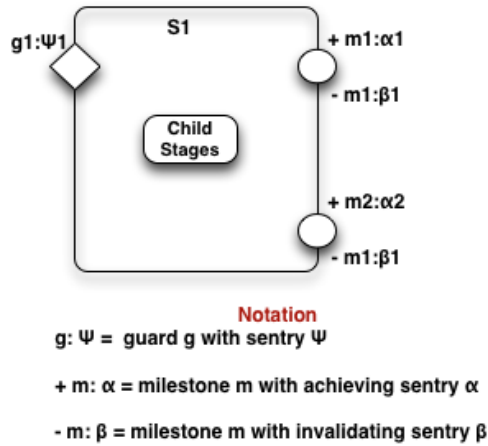 S1
g1:Ψ1
+ m1:α1
- m1:β1
Child
Stages
+ m2:α2
- m1:β1
Notation
g: Ψ = guard g with sentry Ψ
+ m: α = milestone m with achieving sentry α
- m: β = milestone m with invalidating sentry β